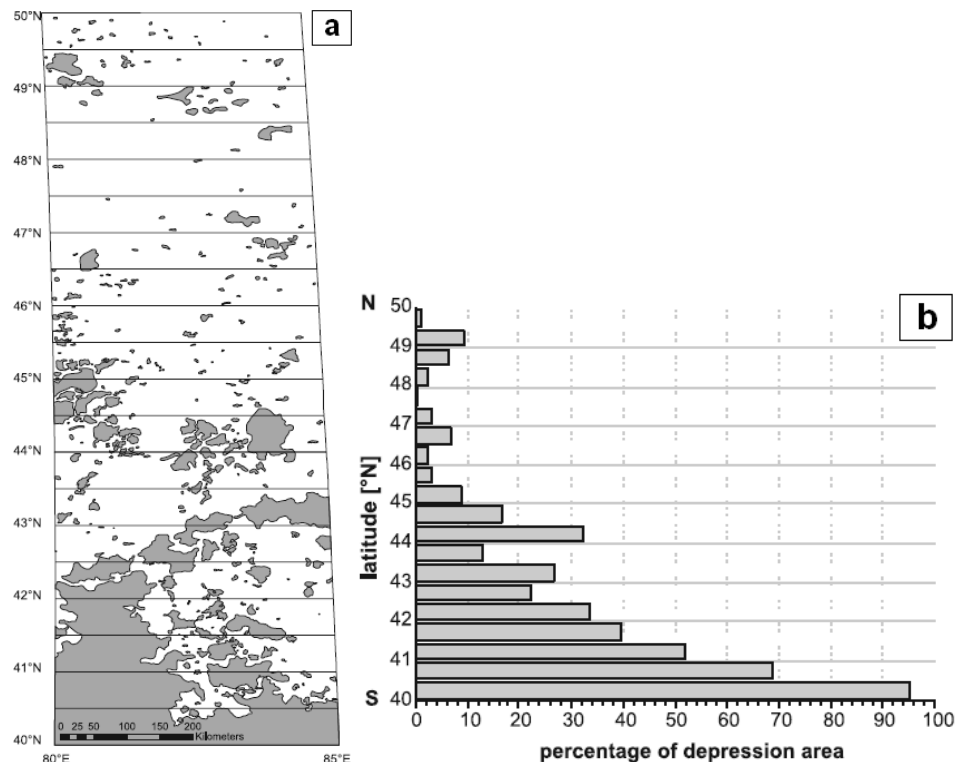 a
50°N
49°N
48°N
47°N
46°N
45°N
44°N
43°N
42°N
41°N
40°N
0 25 50 100 150 200
Kilometers
80°E 85°E
b
N
50
49
48
47
46
45
44
43
42
41
40
S
latitude [°N]
0 10 20 30 40 50 60 70 80 90 100
percentage of depression area